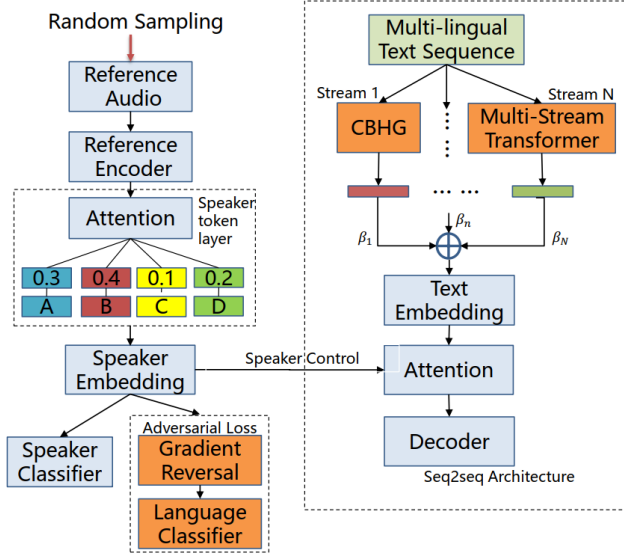 Random Sampling
Reference
Audio
Reference
Encoder
Attention
Speaker
token
layer
0.3
0.4
0.1
0.2
A
B
C
D
Speaker
Embedding
Speaker Control
Speaker
Classifier
Adversarial Loss
Gradient
Reversal
Language
Classifier
Multi-lingual
Text Sequence
Stream 1
Stream N
CBHG
Multi-Stream
Transformer
... ...
β₁
βₙ
β_N
Text
Embedding
Attention
Decoder
Seq2seq Architecture